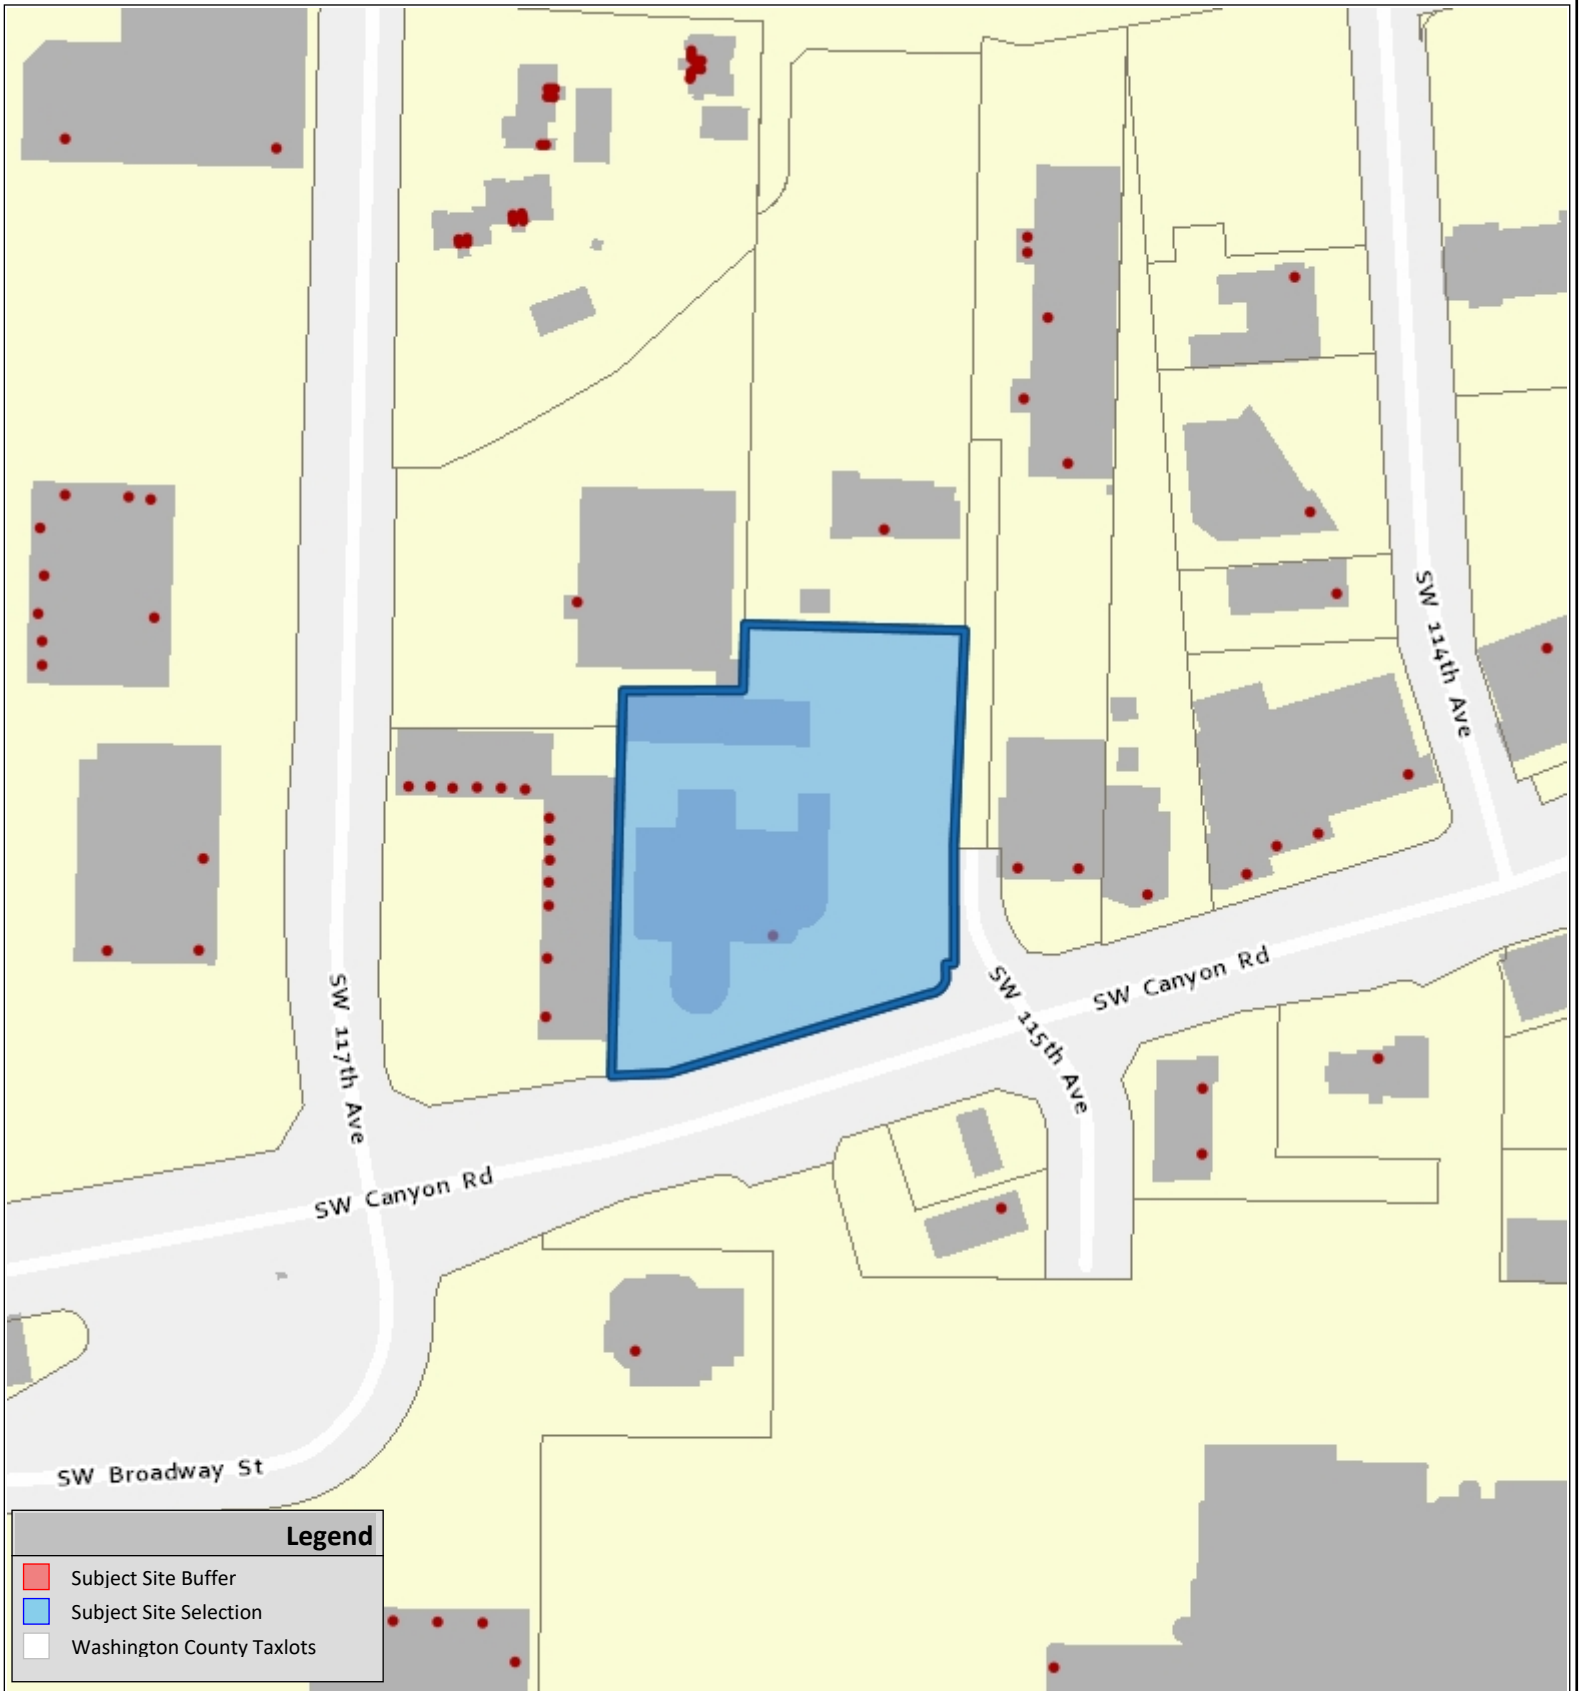 SW 114th Ave
SW Canyon Rd
SW 115th Ave
SW 117th Ave
SW Canyon Rd
SW Broadway St
Legend
Subject Site Buffer
Subject Site Selection
Washington County Taxlots